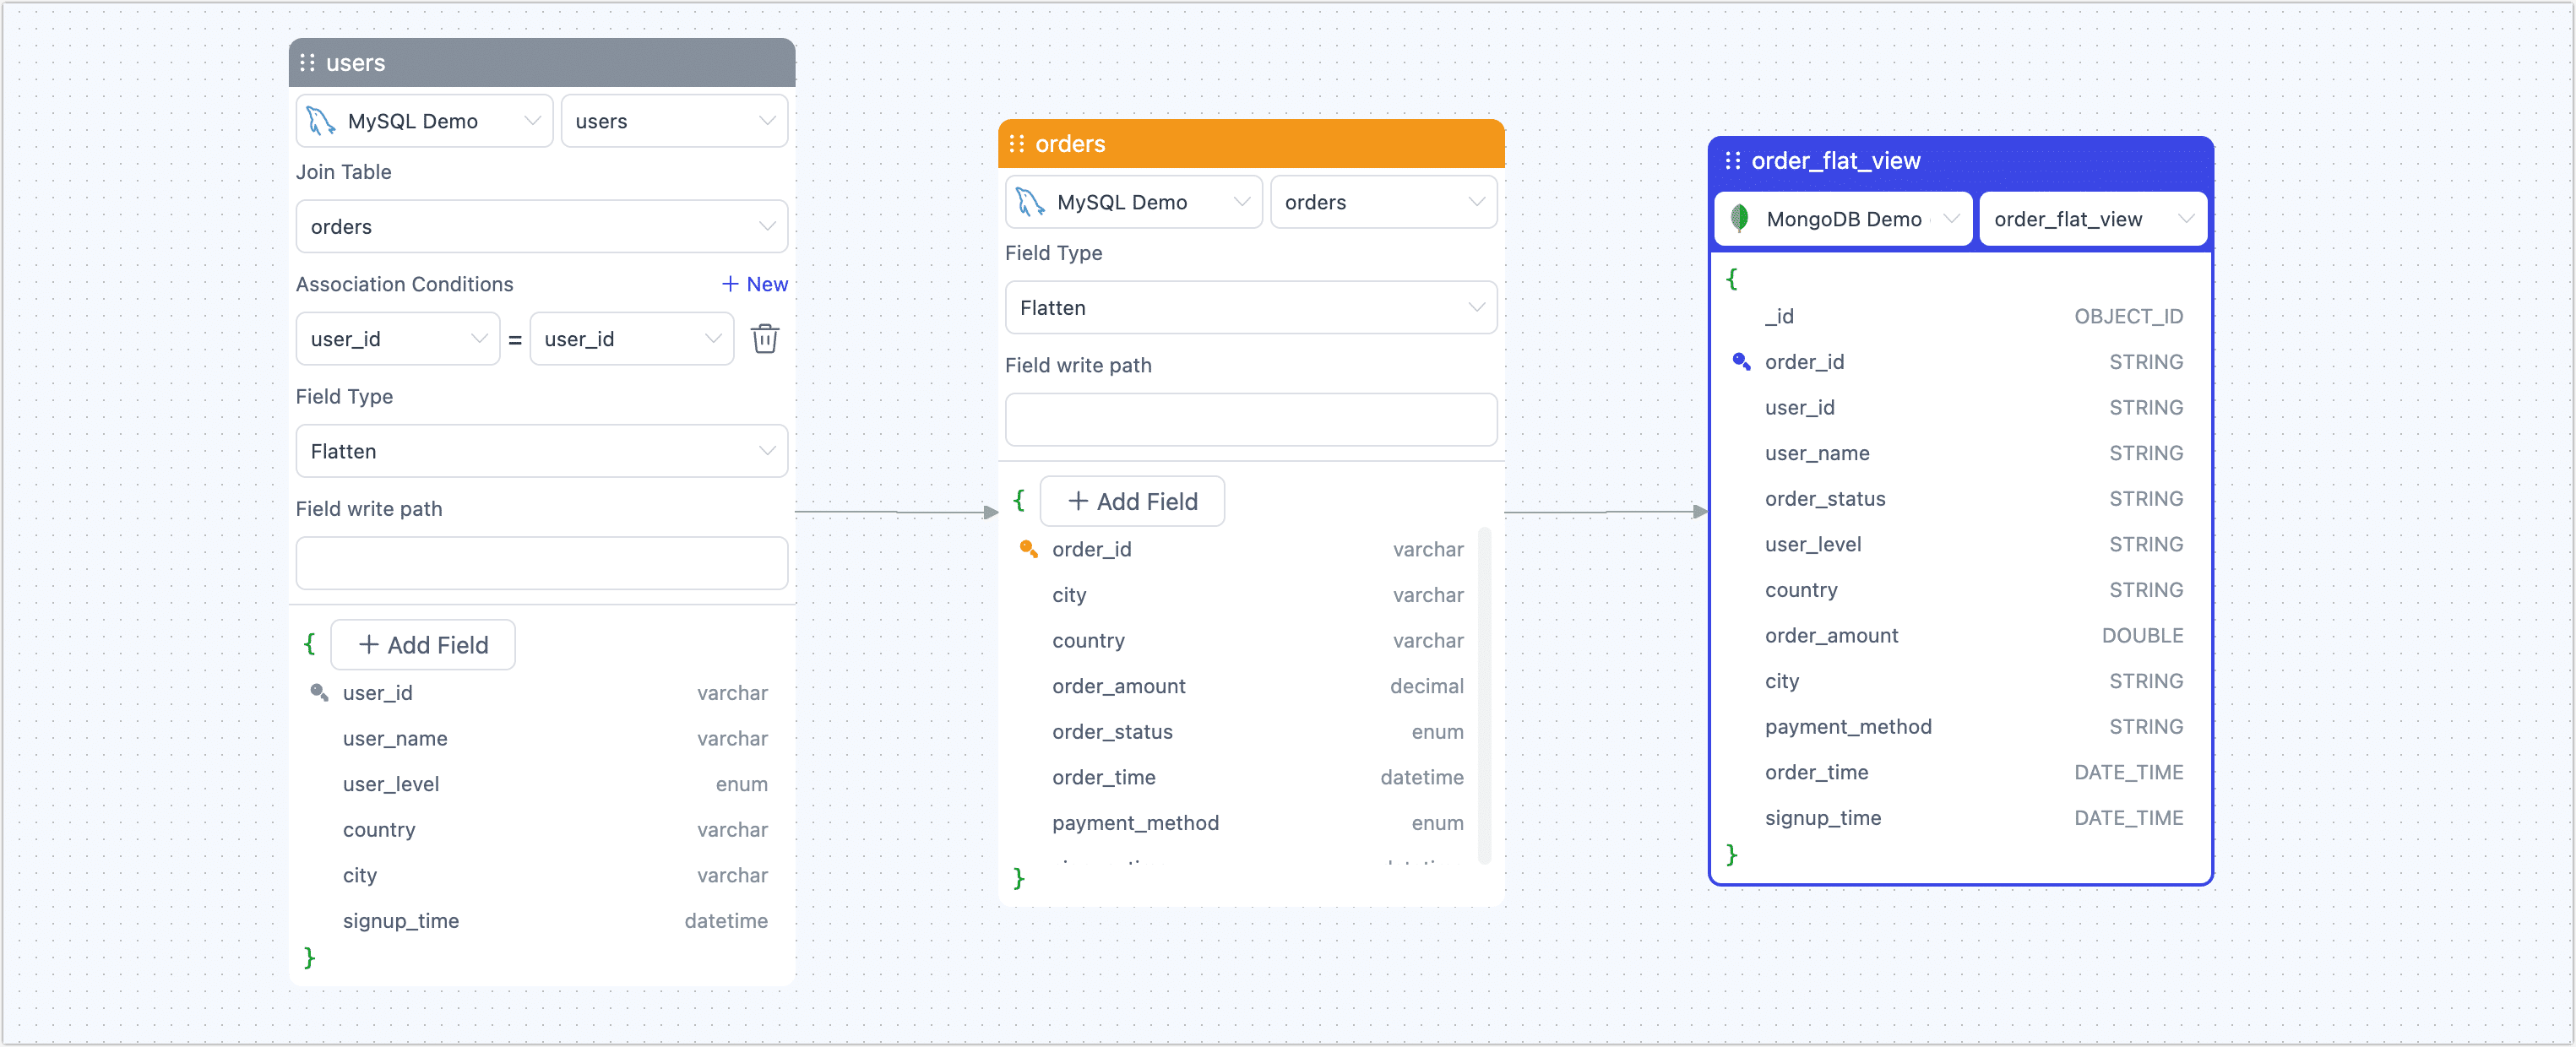 users
MySQL Demo users
Join Table
orders
Association Conditions + New
user_id = user_id
Field Type
Flatten
Field write path
{ + Add Field
user_id varchar
user_name varchar
user_level enum
country varchar
city varchar
signup_time datetime
}
orders
MySQL Demo orders
Field Type
Flatten
Field write path
{ + Add Field
order_id varchar
city varchar
country varchar
order_amount decimal
order_status enum
order_time datetime
payment_method enum
}
order_flat_view
MongoDB Demo order_flat_view
{
_id OBJECT_ID
order_id STRING
user_id STRING
user_name STRING
order_status STRING
user_level STRING
country STRING
order_amount DOUBLE
city STRING
payment_method STRING
order_time DATE_TIME
signup_time DATE_TIME
}